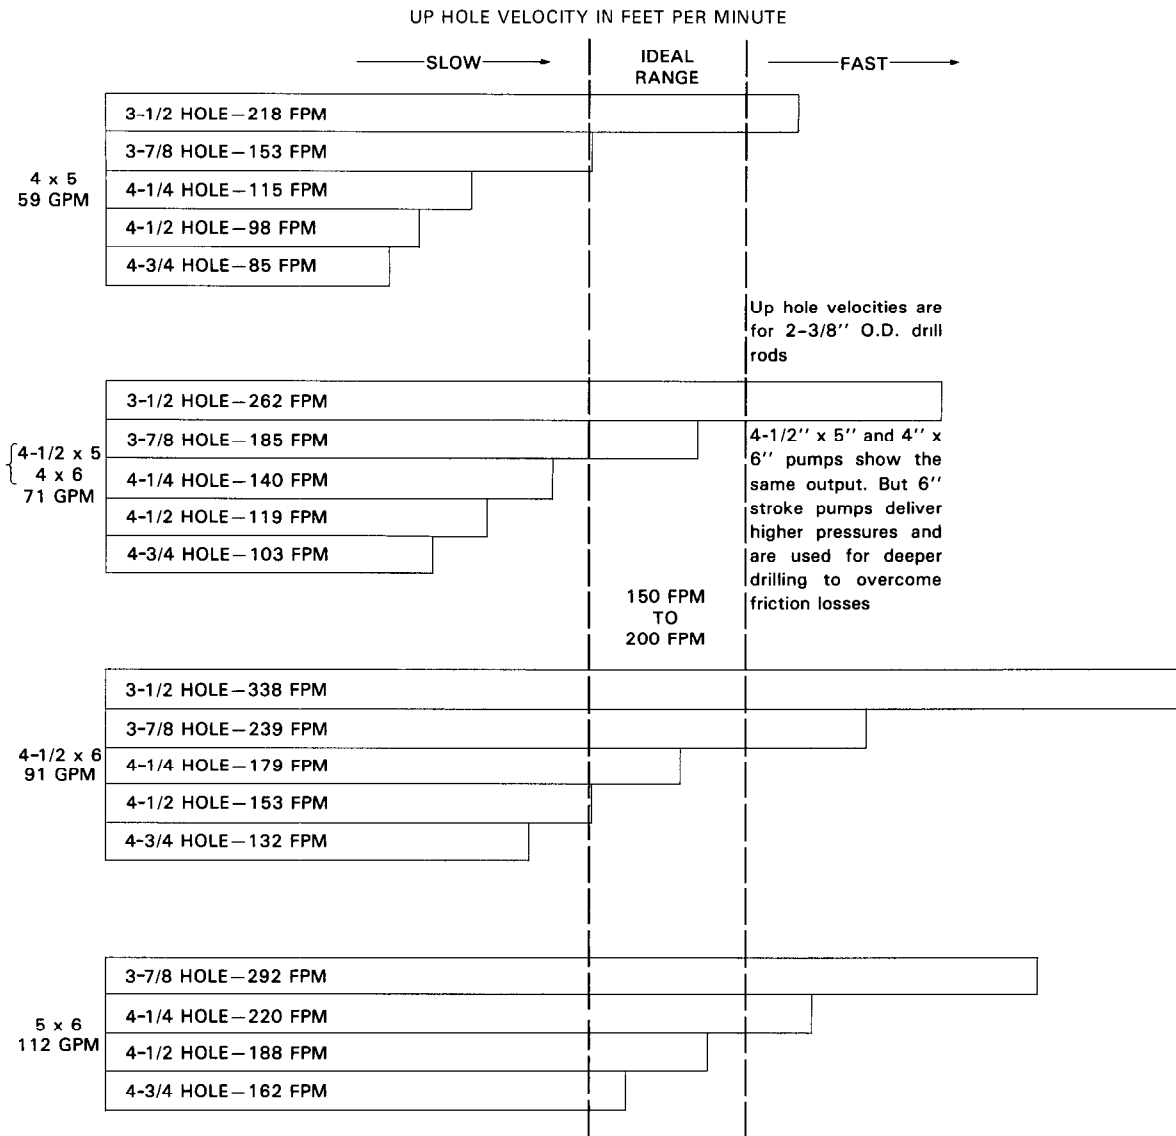 UP HOLE VELOCITY IN FEET PER MINUTE
SLOW
IDEAL
RANGE
FAST
4 x 5
59 GPM
3-1/2 HOLE—218 FPM
3-7/8 HOLE—153 FPM
4-1/4 HOLE—115 FPM
4-1/2 HOLE—98 FPM
4-3/4 HOLE—85 FPM
Up hole velocities are
for 2-3/8'' O.D. drill
rods
4-1/2 x 5
4 x 6
71 GPM
3-1/2 HOLE—262 FPM
3-7/8 HOLE—185 FPM
4-1/4 HOLE—140 FPM
4-1/2 HOLE—119 FPM
4-3/4 HOLE—103 FPM
4-1/2'' x 5'' and 4'' x
6'' pumps show the
same output. But 6''
stroke pumps deliver
higher pressures and
are used for deeper
drilling to overcome
friction losses
150 FPM
TO
200 FPM
4-1/2 x 6
91 GPM
3-1/2 HOLE—338 FPM
3-7/8 HOLE—239 FPM
4-1/4 HOLE—179 FPM
4-1/2 HOLE—153 FPM
4-3/4 HOLE—132 FPM
5 x 6
112 GPM
3-7/8 HOLE—292 FPM
4-1/4 HOLE—220 FPM
4-1/2 HOLE—188 FPM
4-3/4 HOLE—162 FPM